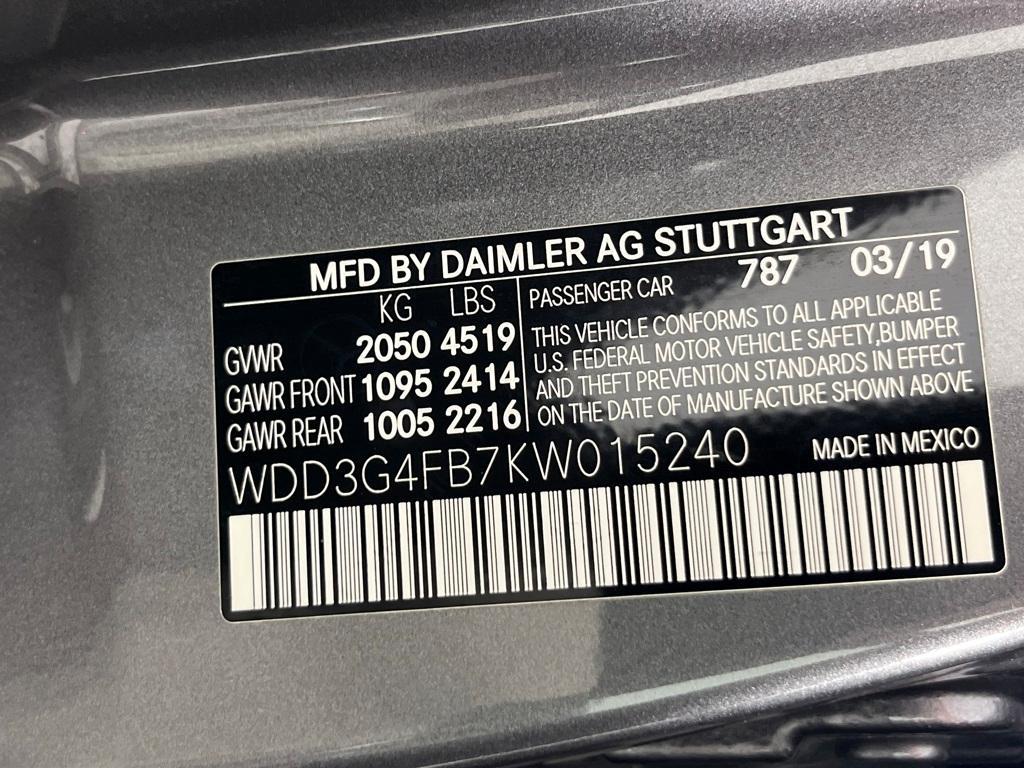 MFD BY DAIMLER AG STUTTGART
KG LBS
GVWR 2050 4519
GAWR FRONT 1095 2414
GAWR REAR 1005 2216
PASSENGER CAR 787 03/19
THIS VEHICLE CONFORMS TO ALL APPLICABLE
U.S. FEDERAL MOTOR VEHICLE SAFETY,BUMPER
AND THEFT PREVENTION STANDARDS IN EFFECT
ON THE DATE OF MANUFACTURE SHOWN ABOVE
WDD3G4FB7KW015240 MADE IN MEXICO